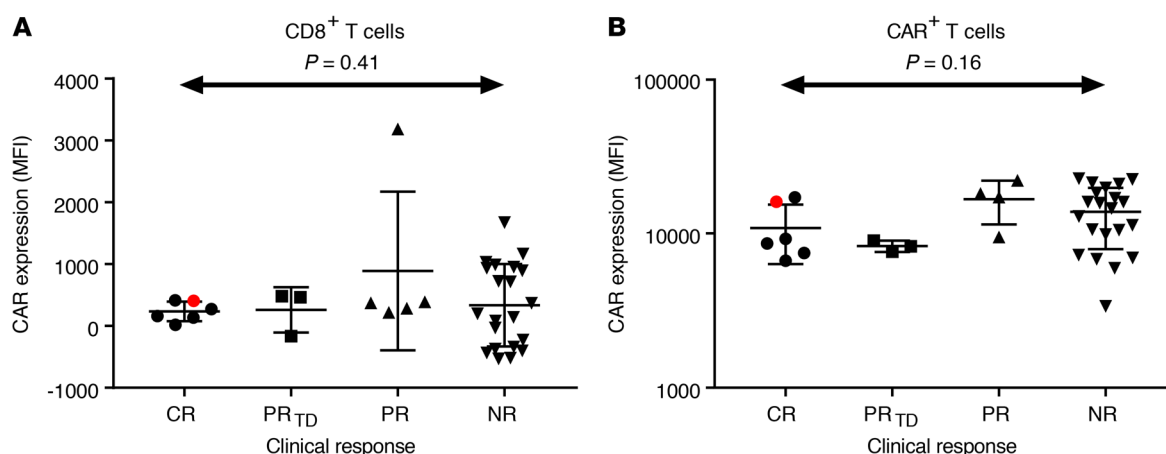 A
CD8+ T cells
P = 0.41
CAR expression (MFI)
4000
3000
2000
1000
0
-1000
CR
PRTD
PR
NR
Clinical response
B
CAR+ T cells
P = 0.16
CAR expression (MFI)
100000
10000
1000
CR
PRTD
PR
NR
Clinical response